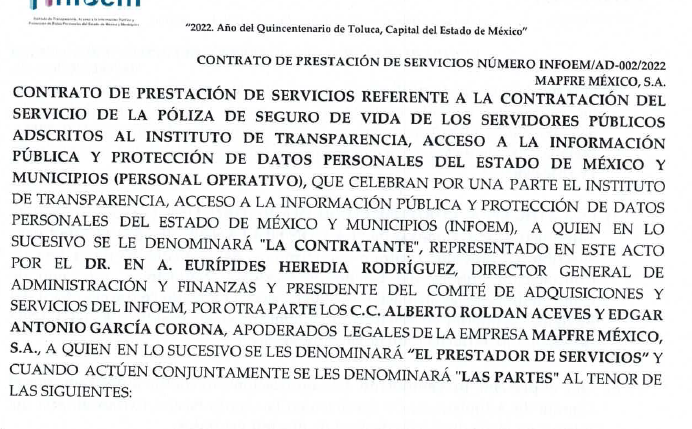 infoem
Instituto de Transparencia, Acceso a la Información Pública y
Protección de Datos Personales del Estado de México y Municipios
"2022. Año del Quincentenario de Toluca, Capital del Estado de México"
CONTRATO DE PRESTACIÓN DE SERVICIOS NÚMERO INFOEM/AD-002/2022
MAPFRE MÉXICO, S.A.
CONTRATO DE PRESTACIÓN DE SERVICIOS REFERENTE A LA CONTRATACIÓN DEL
SERVICIO DE LA PÓLIZA DE SEGURO DE VIDA DE LOS SERVIDORES PÚBLICOS
ADSCRITOS AL INSTITUTO DE TRANSPARENCIA, ACCESO A LA INFORMACIÓN
PÚBLICA Y PROTECCIÓN DE DATOS PERSONALES DEL ESTADO DE MÉXICO Y
MUNICIPIOS (PERSONAL OPERATIVO), QUE CELEBRAN POR UNA PARTE EL INSTITUTO
DE TRANSPARENCIA, ACCESO A LA INFORMACIÓN PÚBLICA Y PROTECCIÓN DE DATOS
PERSONALES DEL ESTADO DE MÉXICO Y MUNICIPIOS (INFOEM), A QUIEN EN LO
SUCESIVO SE LE DENOMINARÁ "LA CONTRATANTE", REPRESENTADO EN ESTE ACTO
POR EL DR. EN A. EURÍPIDES HEREDIA RODRÍGUEZ, DIRECTOR GENERAL DE
ADMINISTRACIÓN Y FINANZAS Y PRESIDENTE DEL COMITÉ DE ADQUISICIONES Y
SERVICIOS DEL INFOEM, POR OTRA PARTE LOS C.C. ALBERTO ROLDAN ACEVES Y EDGAR
ANTONIO GARCÍA CORONA, APODERADOS LEGALES DE LA EMPRESA MAPFRE MÉXICO,
S.A., A QUIEN EN LO SUCESIVO SE LES DENOMINARÁ "EL PRESTADOR DE SERVICIOS" Y
CUANDO ACTÚEN CONJUNTAMENTE SE LES DENOMINARÁ "LAS PARTES" AL TENOR DE
LAS SIGUIENTES: